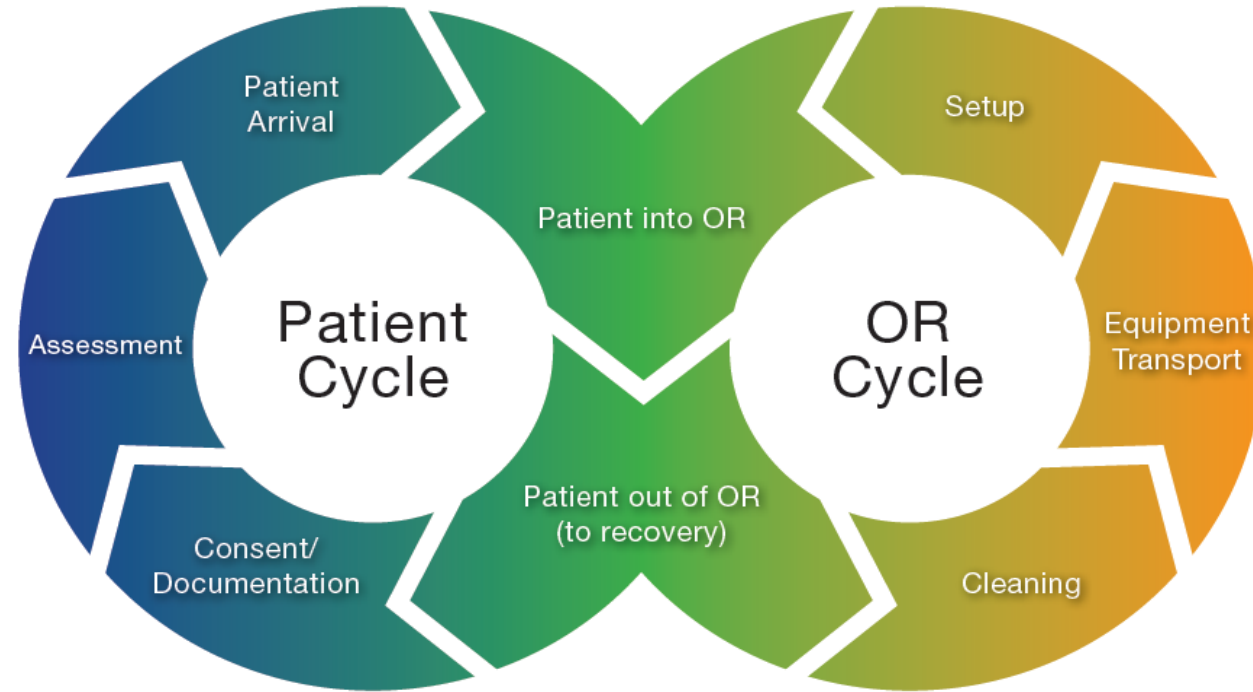 Patient
Arrival
Setup
Patient into OR
Assessment
Patient
Cycle
OR
Cycle
Equipment
Transport
Patient out of OR
(to recovery)
Consent/
Documentation
Cleaning